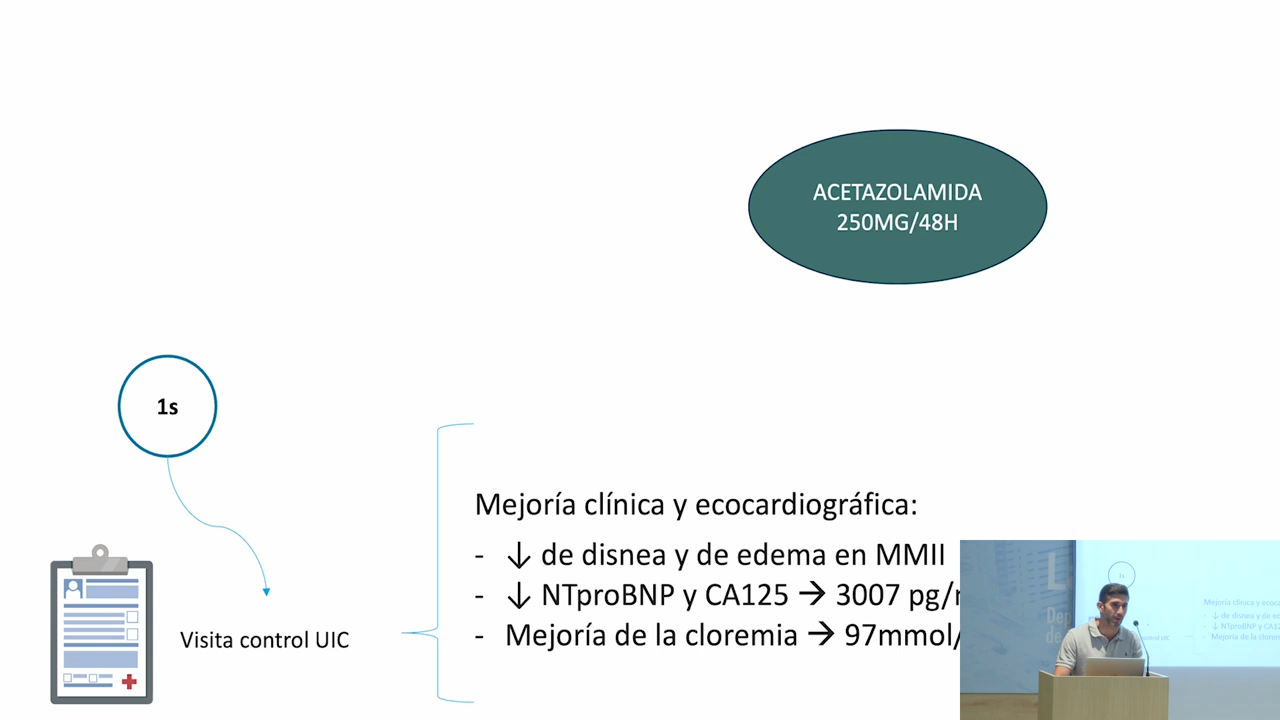 ACETAZOLAMIDA
250MG/48H
1s
Mejoría clínica y ecocardiográfica:
- ↓ de disnea y de edema en MMII
- ↓ NTproBNP y CA125 → 3007 pg/
- Mejoría de la cloremia → 97mmol/
Visita control UIC